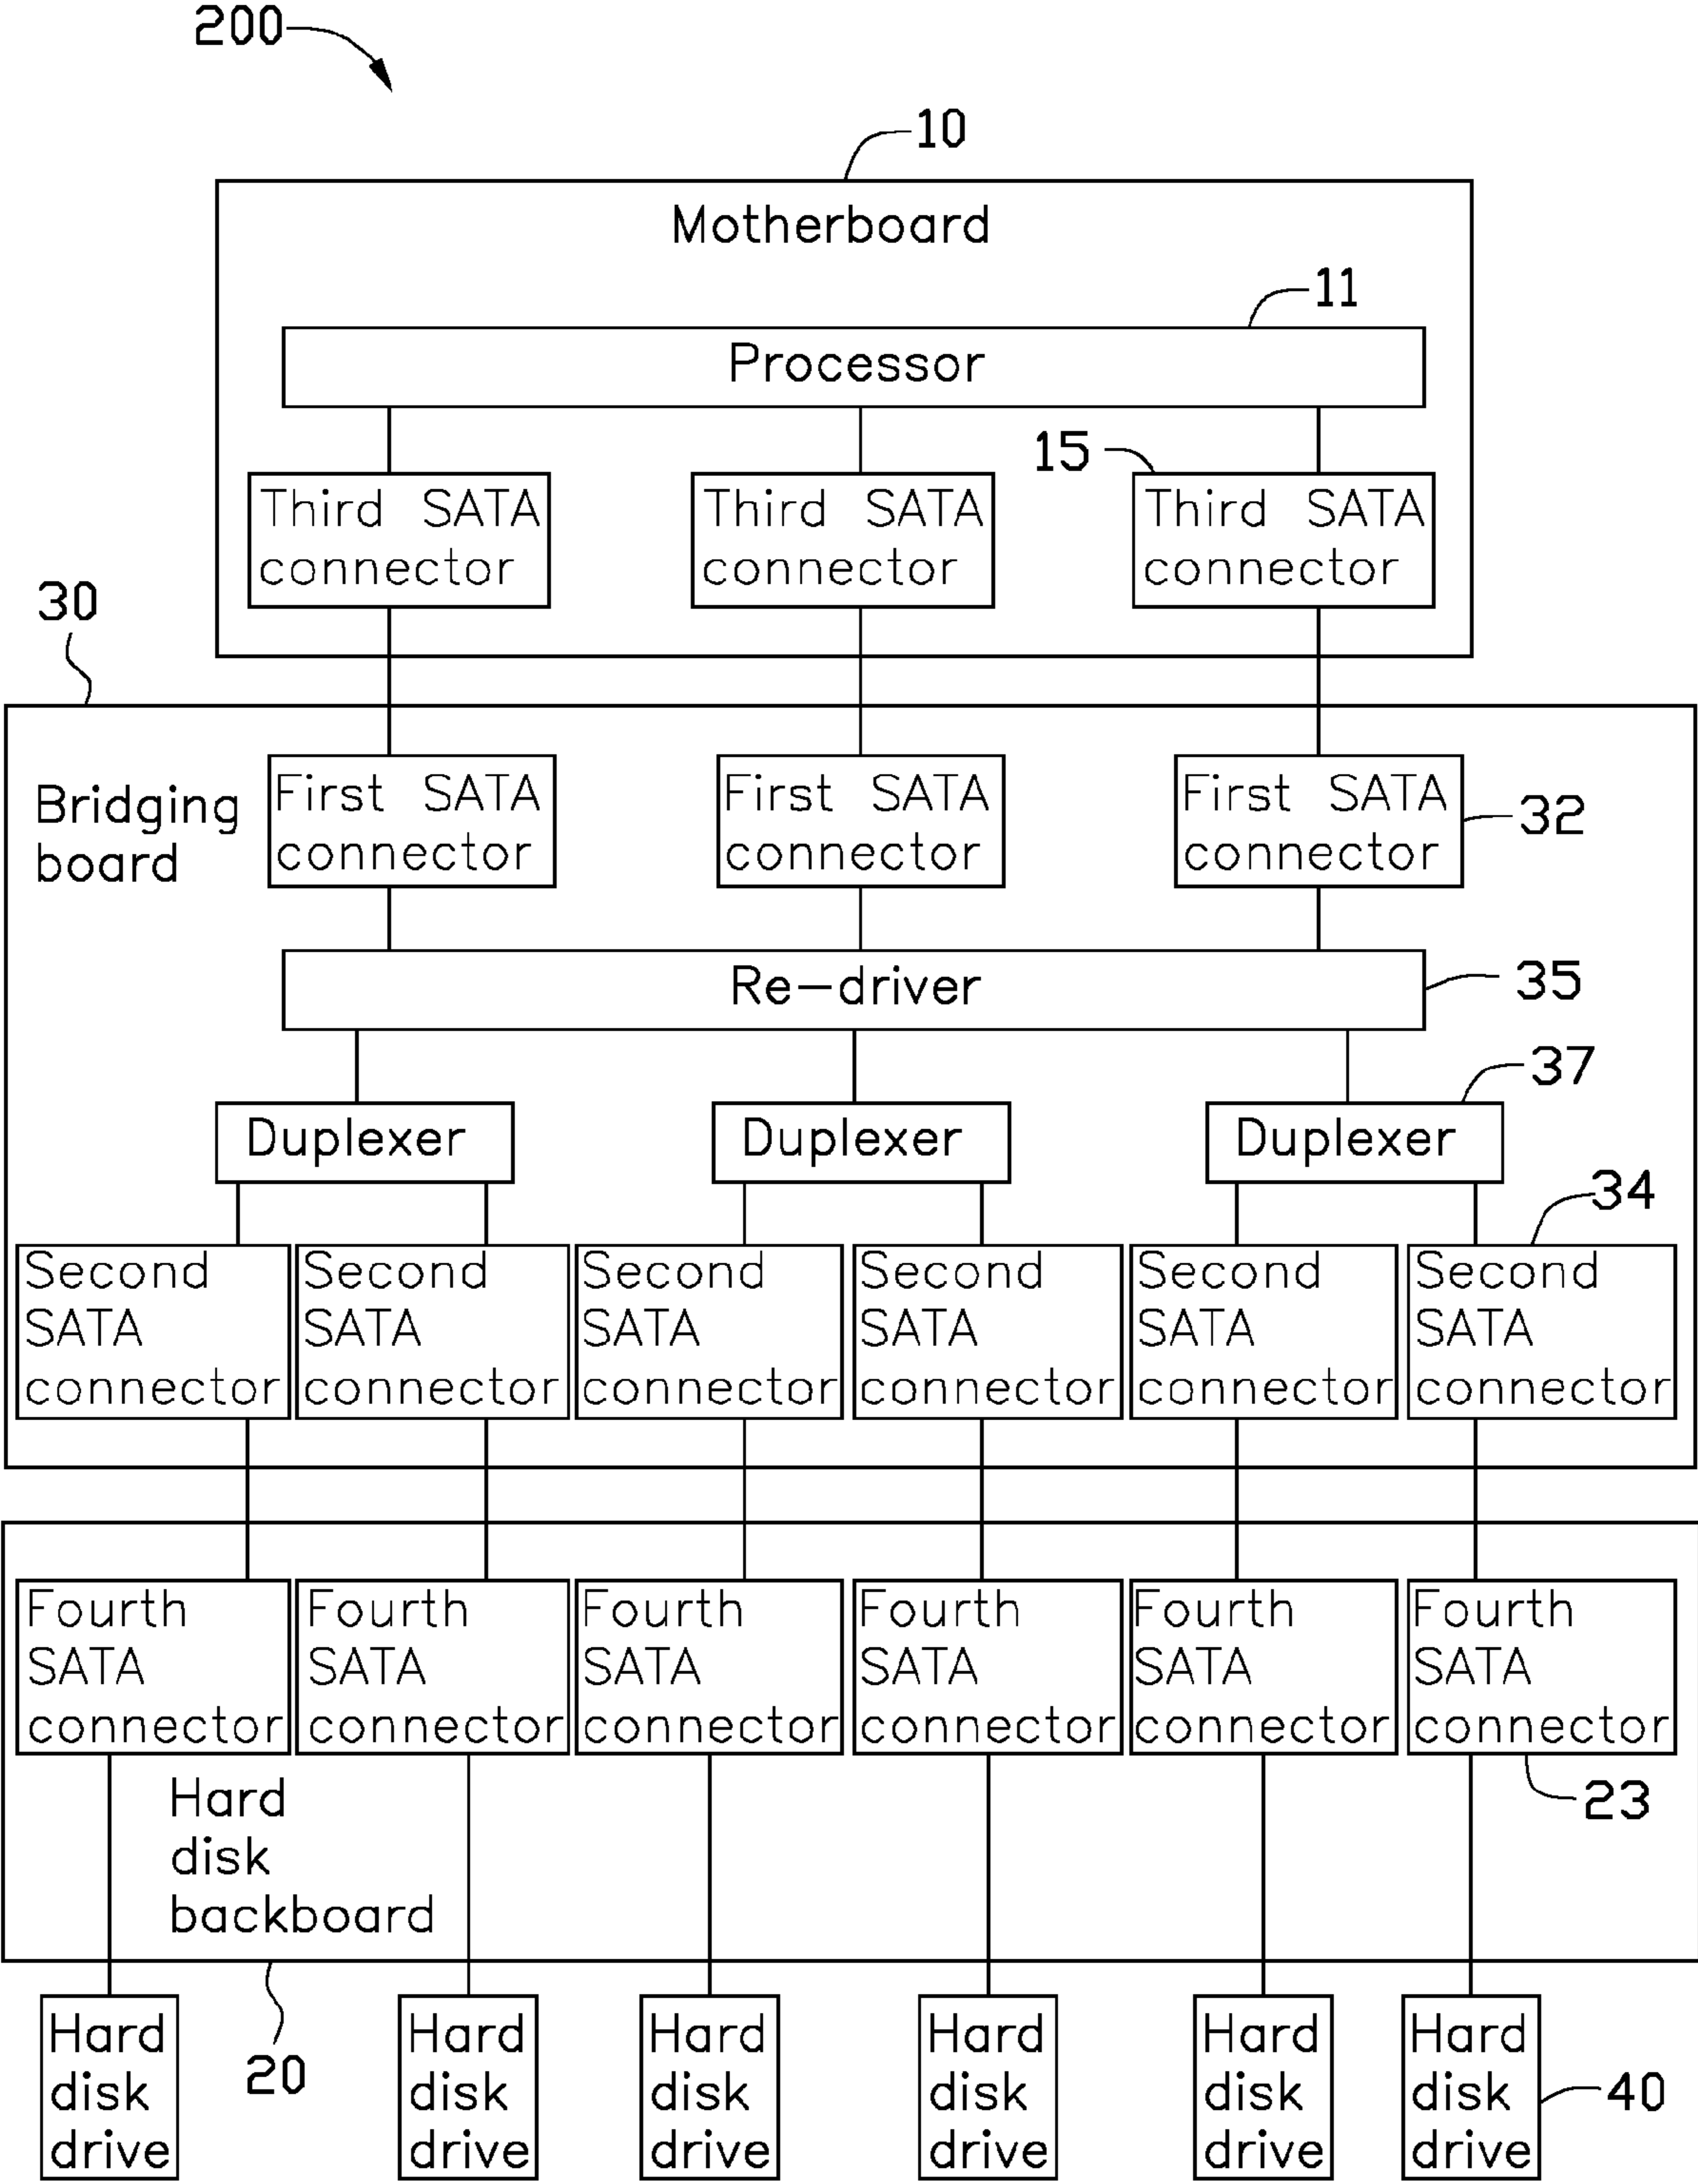 200
10
Motherboard
11
Processor
15
Third SATA
connector
Third SATA
connector
Third SATA
connector
30
Bridging
board
First SATA
connector
First SATA
connector
First SATA
connector
32
Re-driver
35
37
Duplexer
Duplexer
Duplexer
34
Second
SATA
connector
Second
SATA
connector
Second
SATA
connector
Second
SATA
connector
Second
SATA
connector
Second
SATA
connector
Fourth
SATA
connector
Fourth
SATA
connector
Fourth
SATA
connector
Fourth
SATA
connector
Fourth
SATA
connector
Fourth
SATA
connector
23
Hard
disk
backboard
20
Hard
disk
drive
Hard
disk
drive
Hard
disk
drive
Hard
disk
drive
Hard
disk
drive
Hard
disk
drive
40